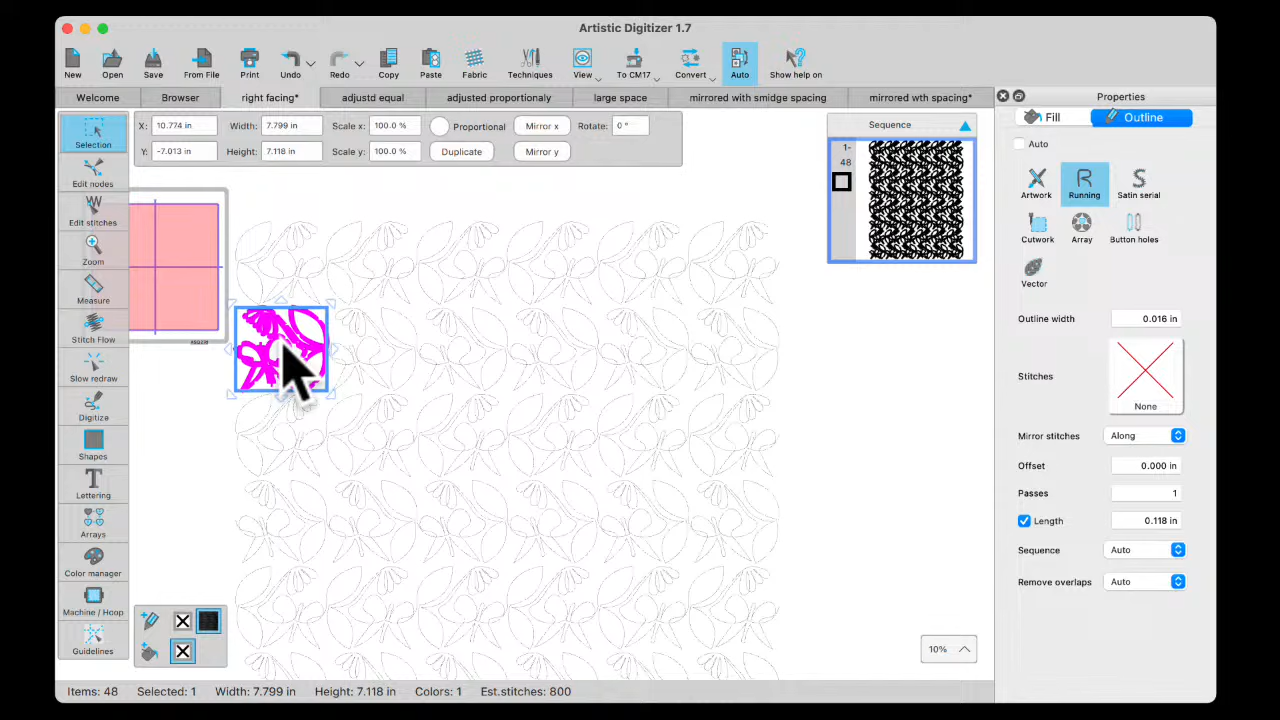 Artistic Digitizer 1.7
New Open Save From File Print Undo Redo Copy Paste Fabric Techniques View To CM17 Convert Auto Show help on
Welcome Browser right facing* adjustd equal adjusted proportionaly large space mirrored with smidge spacing mirrored wth spacing*
Properties
X: 10.774 in Width: 7.799 in Scale x: 100.0 % Proportional Mirror x Rotate: 0 °
Y: -7.013 in Height: 7.118 in Scale y: 100.0 % Duplicate Mirror y
Selection
Edit nodes
Edit stitches
Zoom
Measure
Stitch Flow
Slow redraw
Digitize
Shapes
Lettering
Arrays
Color manager
Machine / Hoop
Guidelines
Sequence
1-
48
Fill Outline
Auto
Artwork Running Satin serial
Cutwork Array Button holes
Vector
Outline width 0.016 in
Stitches
None
Mirror stitches Along
Offset 0.000 in
Passes 1
Length 0.118 in
Sequence Auto
Remove overlaps Auto
10%
Items: 48 Selected: 1 Width: 7.799 in Height: 7.118 in Colors: 1 Est.stitches: 800